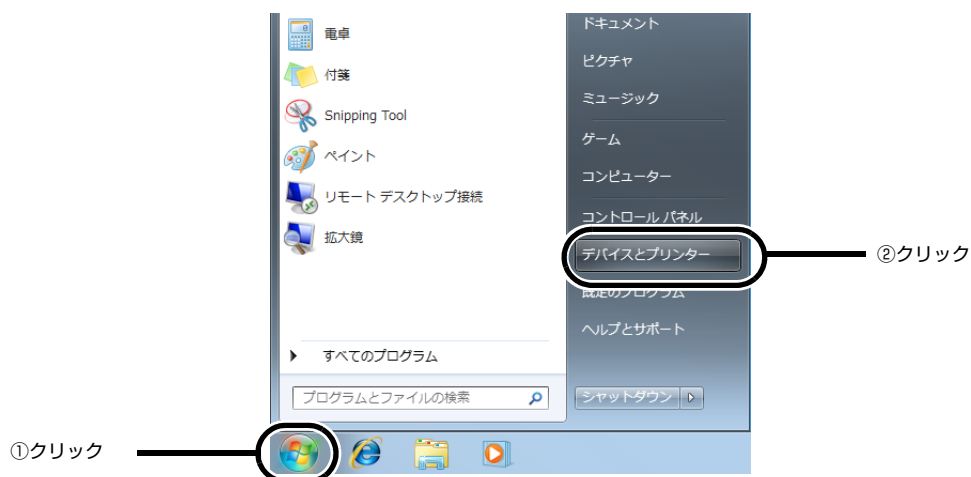 電卓
付箋
Snipping Tool
ペイント
リモート デスクトップ接続
拡大鏡
すべてのプログラム
プログラムとファイルの検索
ドキュメント
ピクチャ
ミュージック
ゲーム
コンピューター
コントロール パネル
デバイスとプリンター
既定のプログラム
ヘルプとサポート
シャットダウン
②クリック
①クリック